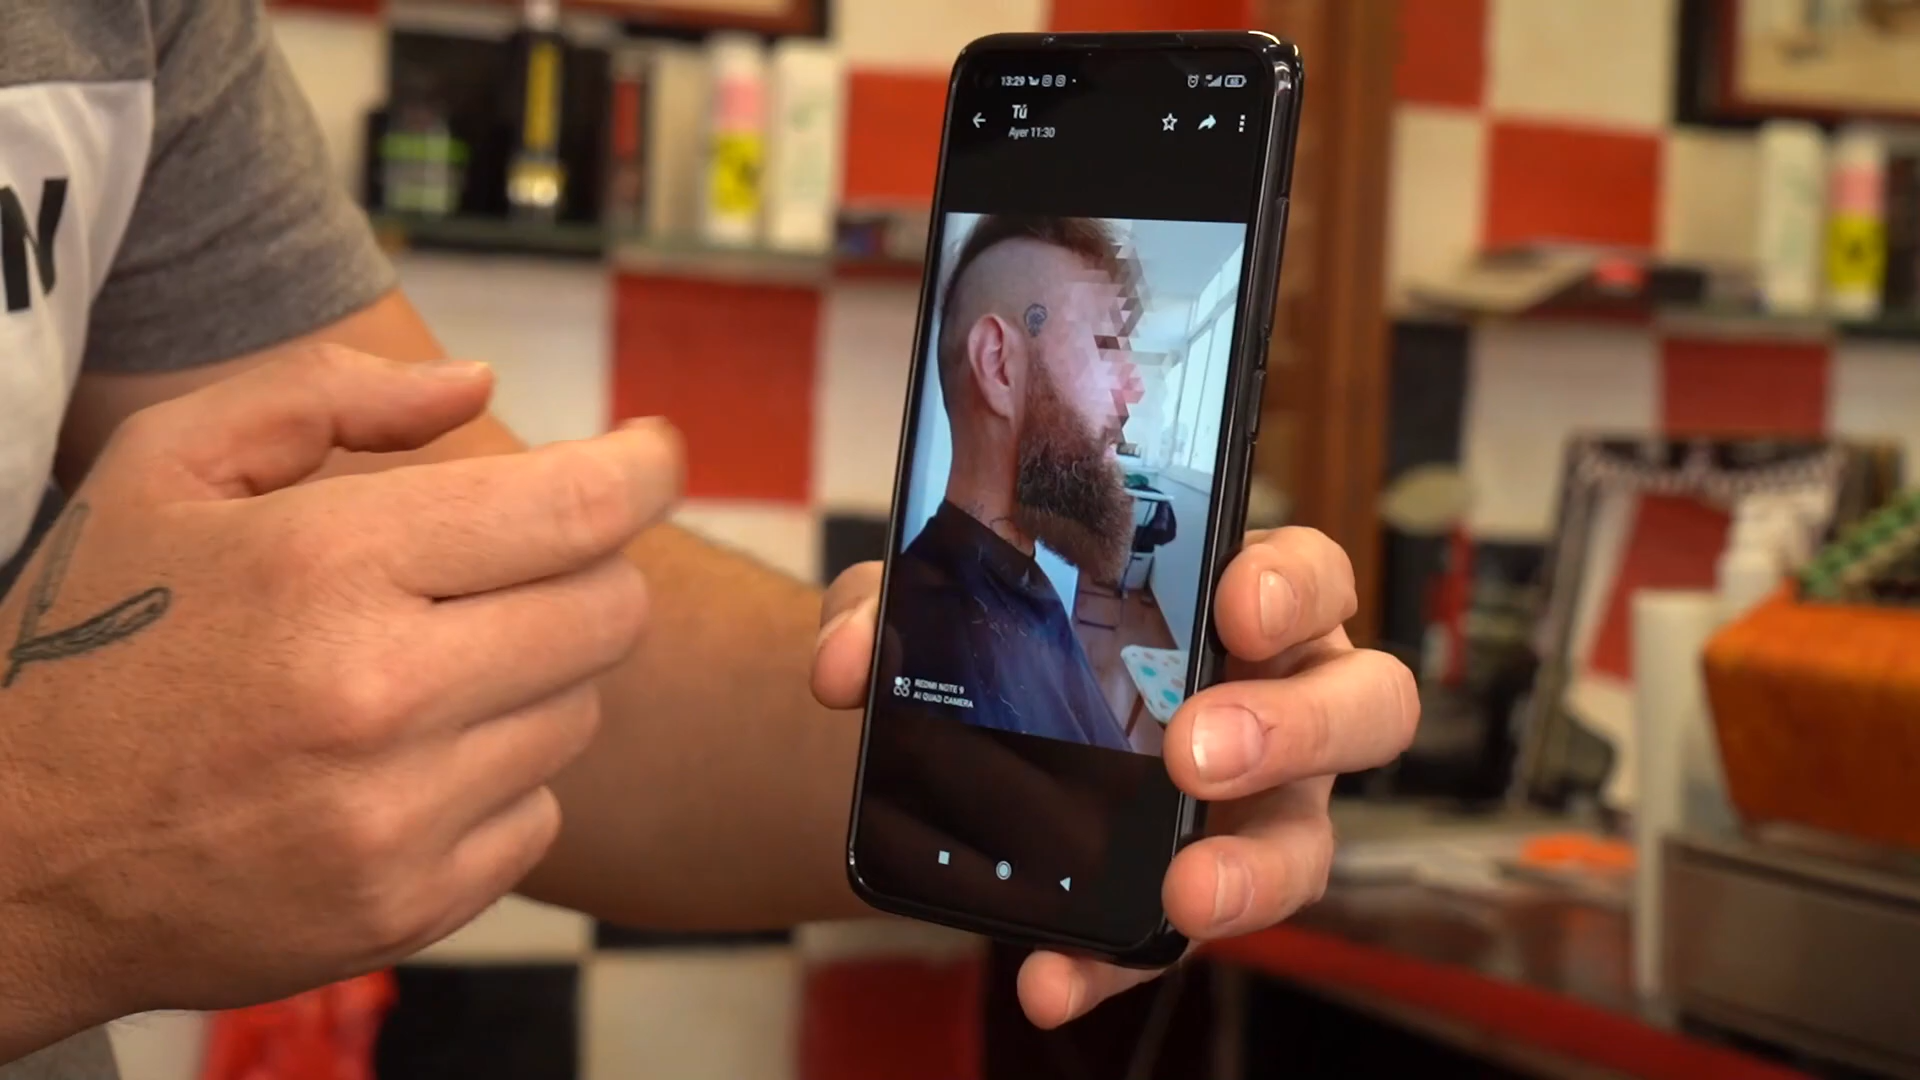 N
13:29
Tú
Ayer 11:30
REDMI NOTE 9
AI QUAD CAMERA